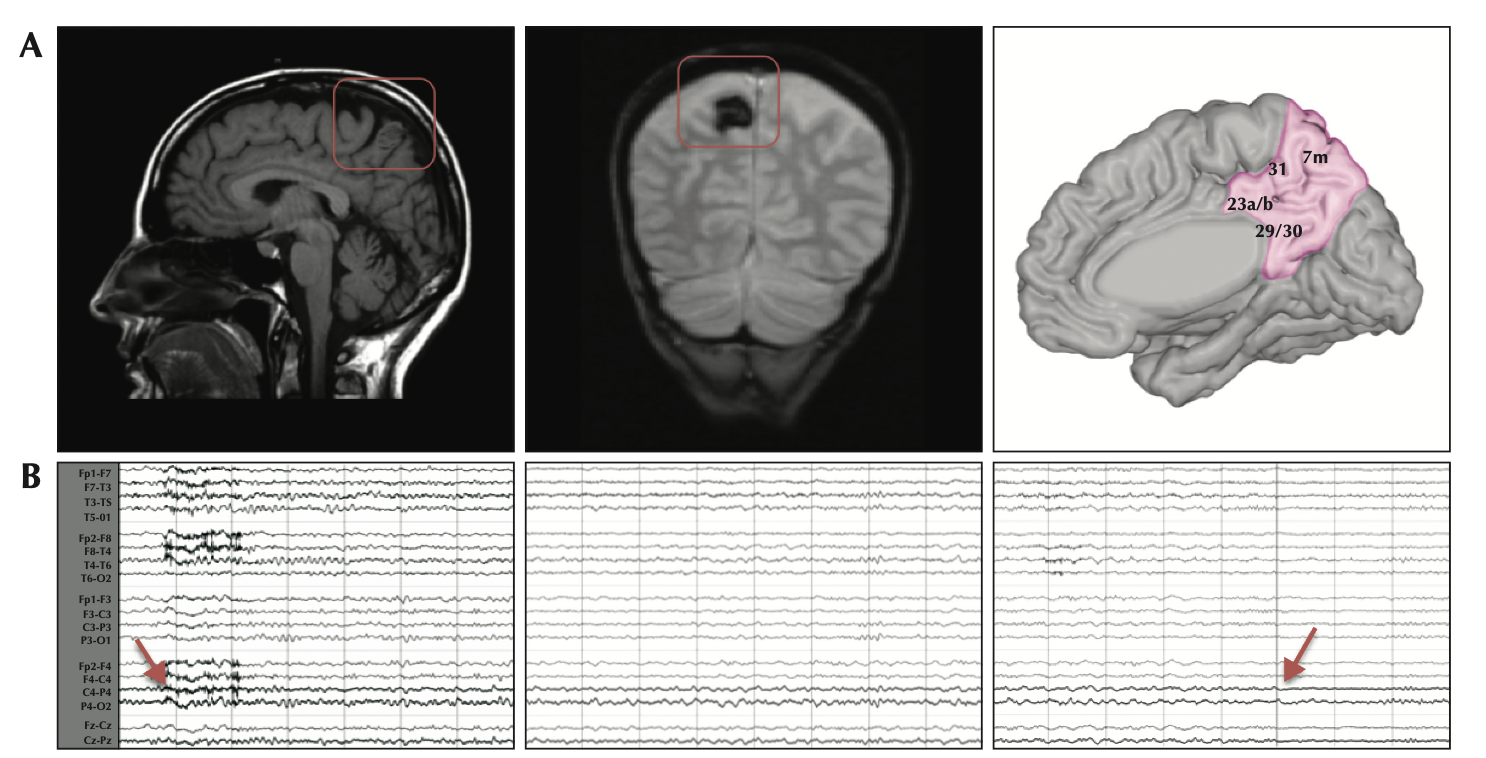 A
7m
31
23a/b
29/30
B
Fp1-F7
F7-T3
T3-TS
T5-01
Fp2-F8
F8-T4
T4-T6
T6-O2
Fp1-F3
F3-C3
C3-P3
P3-O1
Fp2-F4
F4-C4
C4-P4
P4-O2
Fz-Cz
Cz-Pz